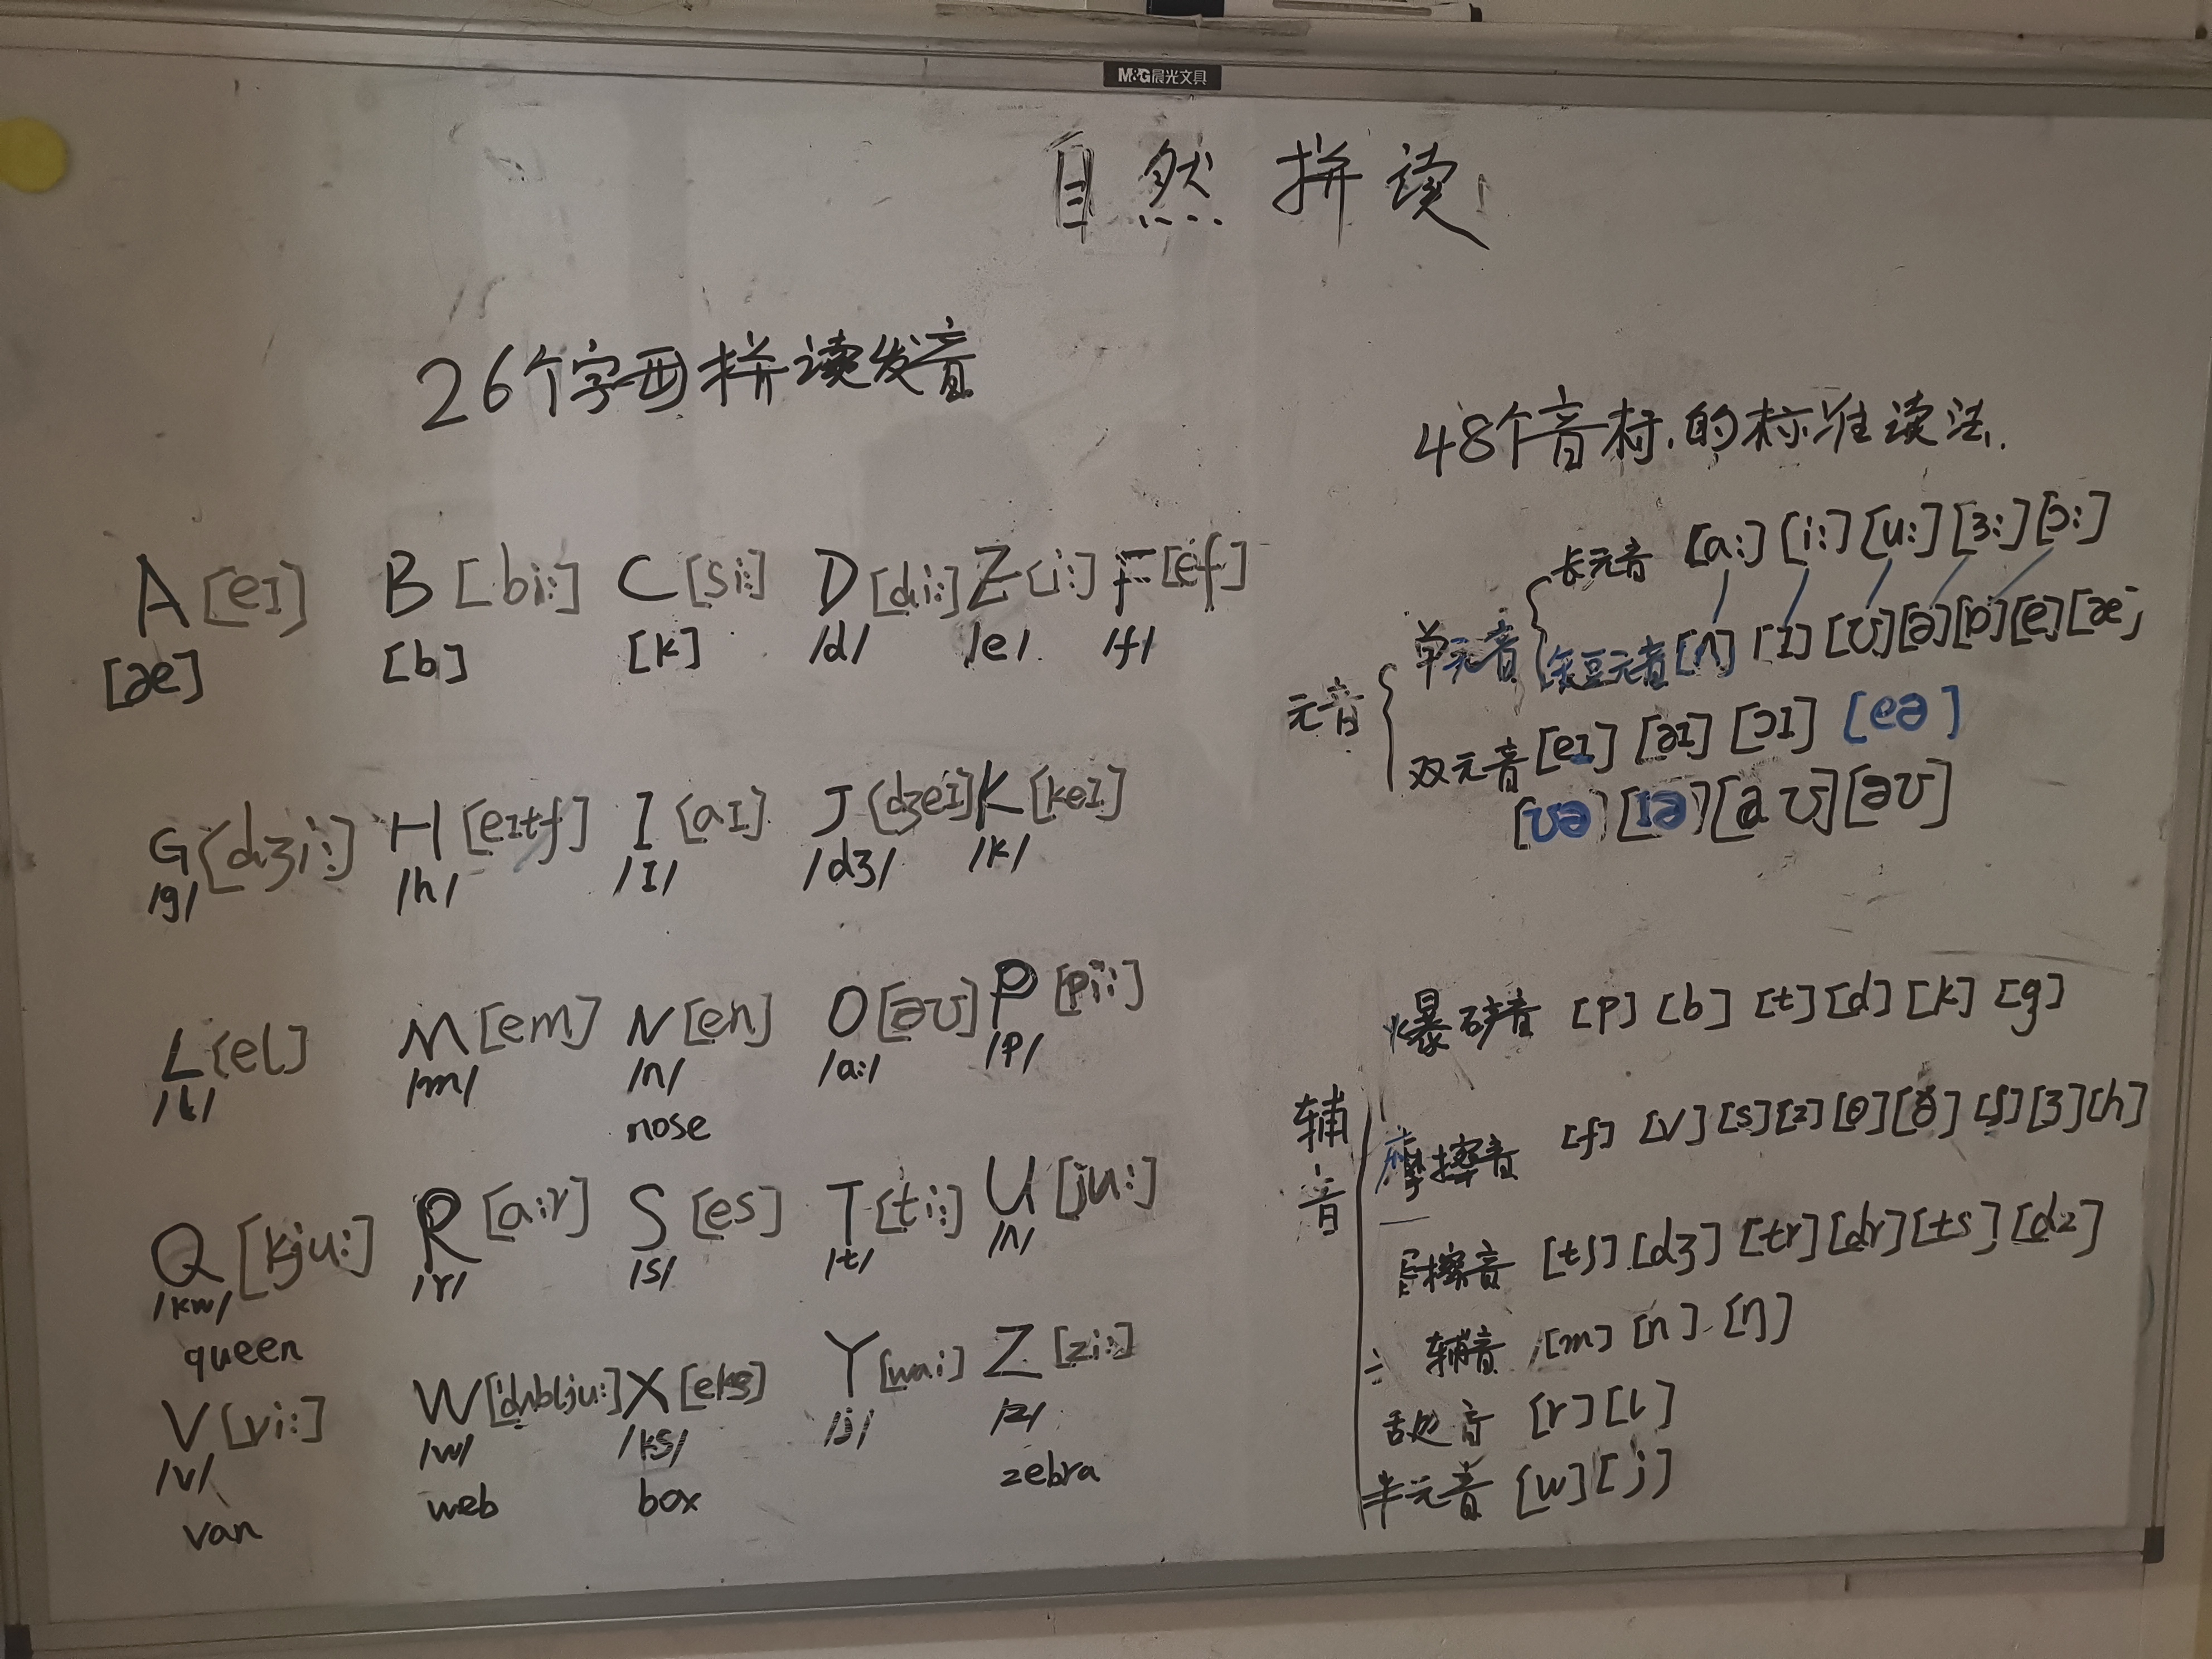 M&G晨光文具
自然拼读
26个字母拼读发音
A [eɪ] B [bi:] C [si:] D [di:] E [i:] F [ef]
[æ] [b] [k] /d/ /e/ /f/
G [dʒi:] H [eɪtʃ] I [aɪ] J [dʒeɪ] K [keɪ]
/g/ /h/ /ɪ/ /dʒ/ /k/
L [el] M [em] N [en] O [əʊ] P [pi:]
/l/ /m/ /n/ /a:/ /p/
nose
Q [kju:] R [a:r] S [es] T [ti:] U [ju:]
/kw/ /r/ /s/ /t/ /ʌ/
queen
V [vi:] W ['dʌblju:] X [eks] Y [wai] Z [zi:]
/v/ /w/ /ks/ /j/ /z/
van web box zebra
48个音标.的标准读法.
元音
单元音
长元音 [a:] [i:] [u:] [ɜ:] [ɔ:]
短元音 [ʌ] [ɪ] [ʊ] [ə] [ɒ] [e] [æ]
双元音 [eɪ] [aɪ] [ɔɪ] [eə]
[ʊə] [ɪə] [aʊ] [əʊ]
辅音
爆破音 [p] [b] [t] [d] [k] [g]
摩擦音 [f] [v] [s] [z] [θ] [ð] [ʃ] [ʒ] [h]
擦音 [tʃ] [dʒ] [tr] [dr] [ts] [dz]
辅音 [m] [n] [ŋ]
音 [r] [l]
半元音 [w] [j]